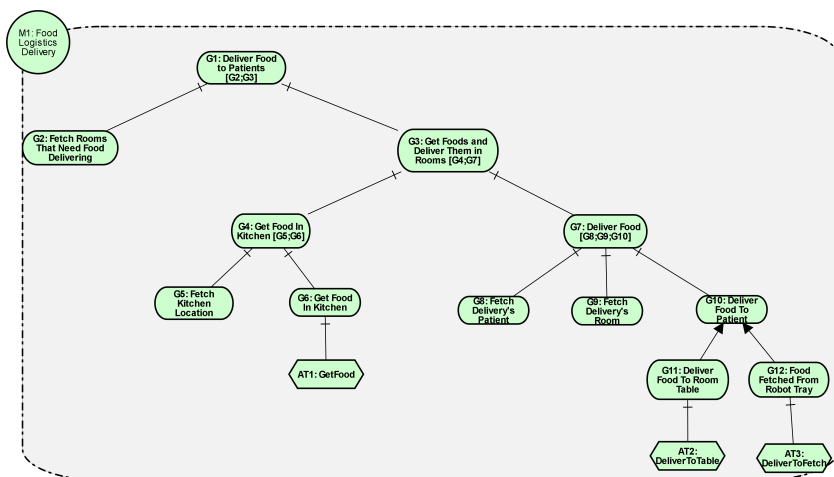 M1: Food
Logistics
Delivery
G1: Deliver Food
to Patients
[G2;G3]
G2: Fetch Rooms
That Need Food
Delivering
G3: Get Foods and
Deliver Them in
Rooms [G4;G7]
G4: Get Food In
Kitchen [G5;G6]
G7: Deliver Food
[G8;G9;G10]
G5: Fetch
Kitchen
Location
G6: Get Food
In Kitchen
G8: Fetch
Delivery's
Patient
G9: Fetch
Delivery's
Room
G10: Deliver
Food To
Patient
AT1: GetFood
G11: Deliver
Food To Room
Table
G12: Food
Fetched From
Robot Tray
AT2:
DeliverToTable
AT3:
DeliverToFetch